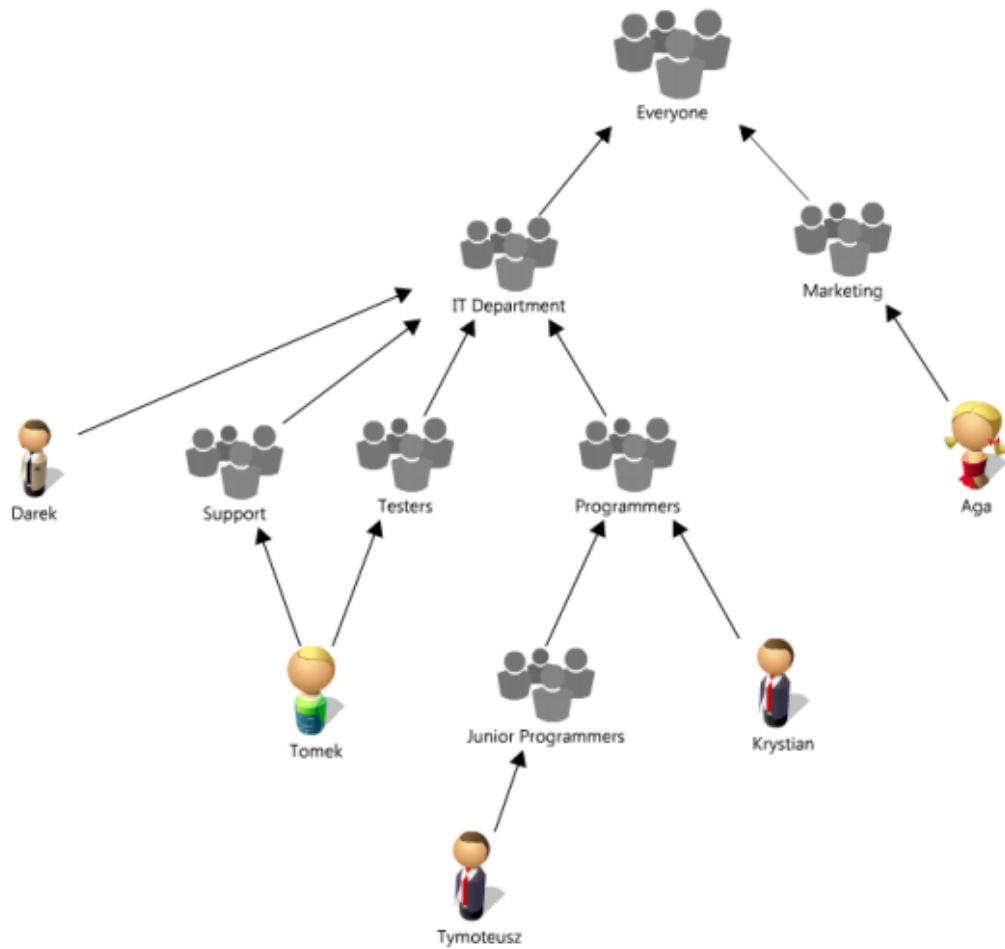 Everyone
IT Department
Marketing
Darek
Support
Testers
Programmers
Aga
Tomek
Junior Programmers
Krystian
Tymoteusz